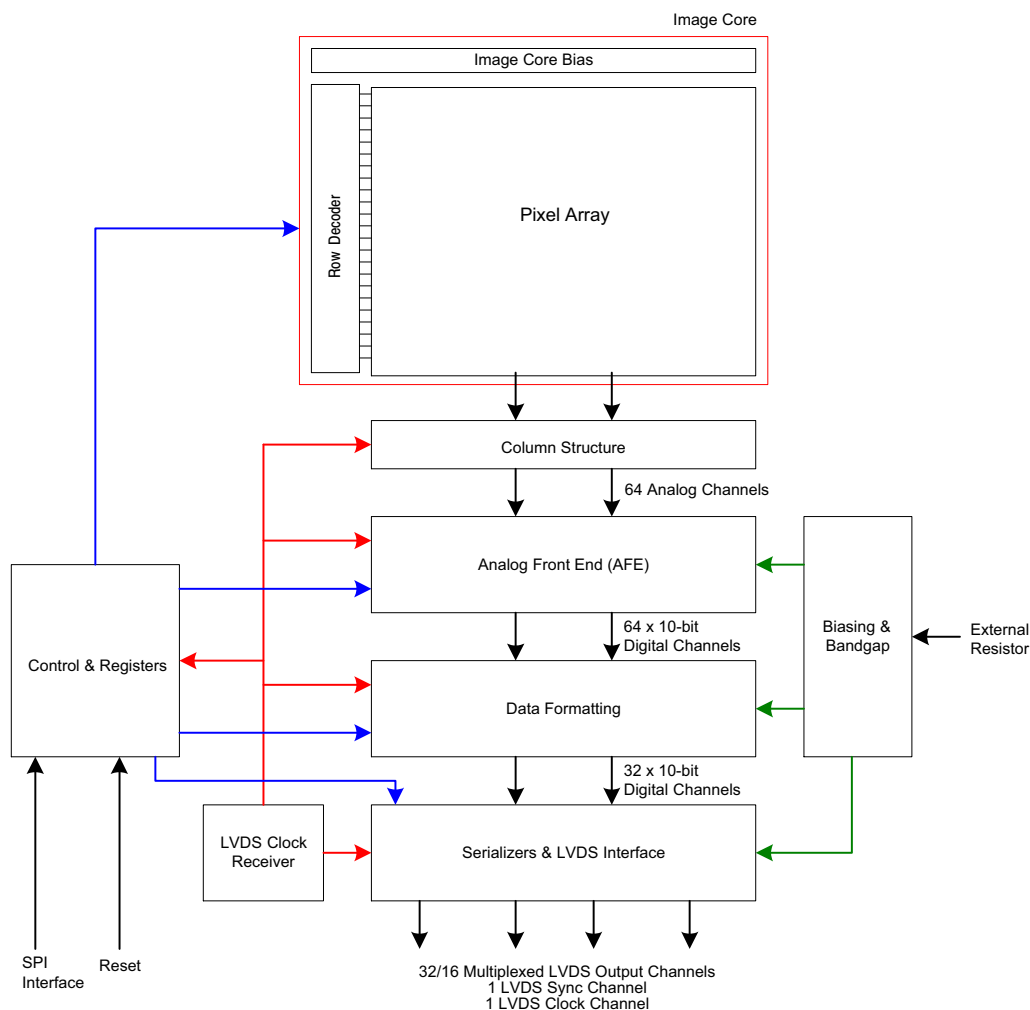 Image Core
Image Core Bias
Row Decoder
Pixel Array
Column Structure
64 Analog Channels
Analog Front End (AFE)
64 x 10-bit
Digital Channels
Biasing &
Bandgap
External
Resistor
Control & Registers
Data Formatting
32 x 10-bit
Digital Channels
LVDS Clock
Receiver
Serializers & LVDS Interface
SPI
Interface
Reset
32/16 Multiplexed LVDS Output Channels
1 LVDS Sync Channel
1 LVDS Clock Channel